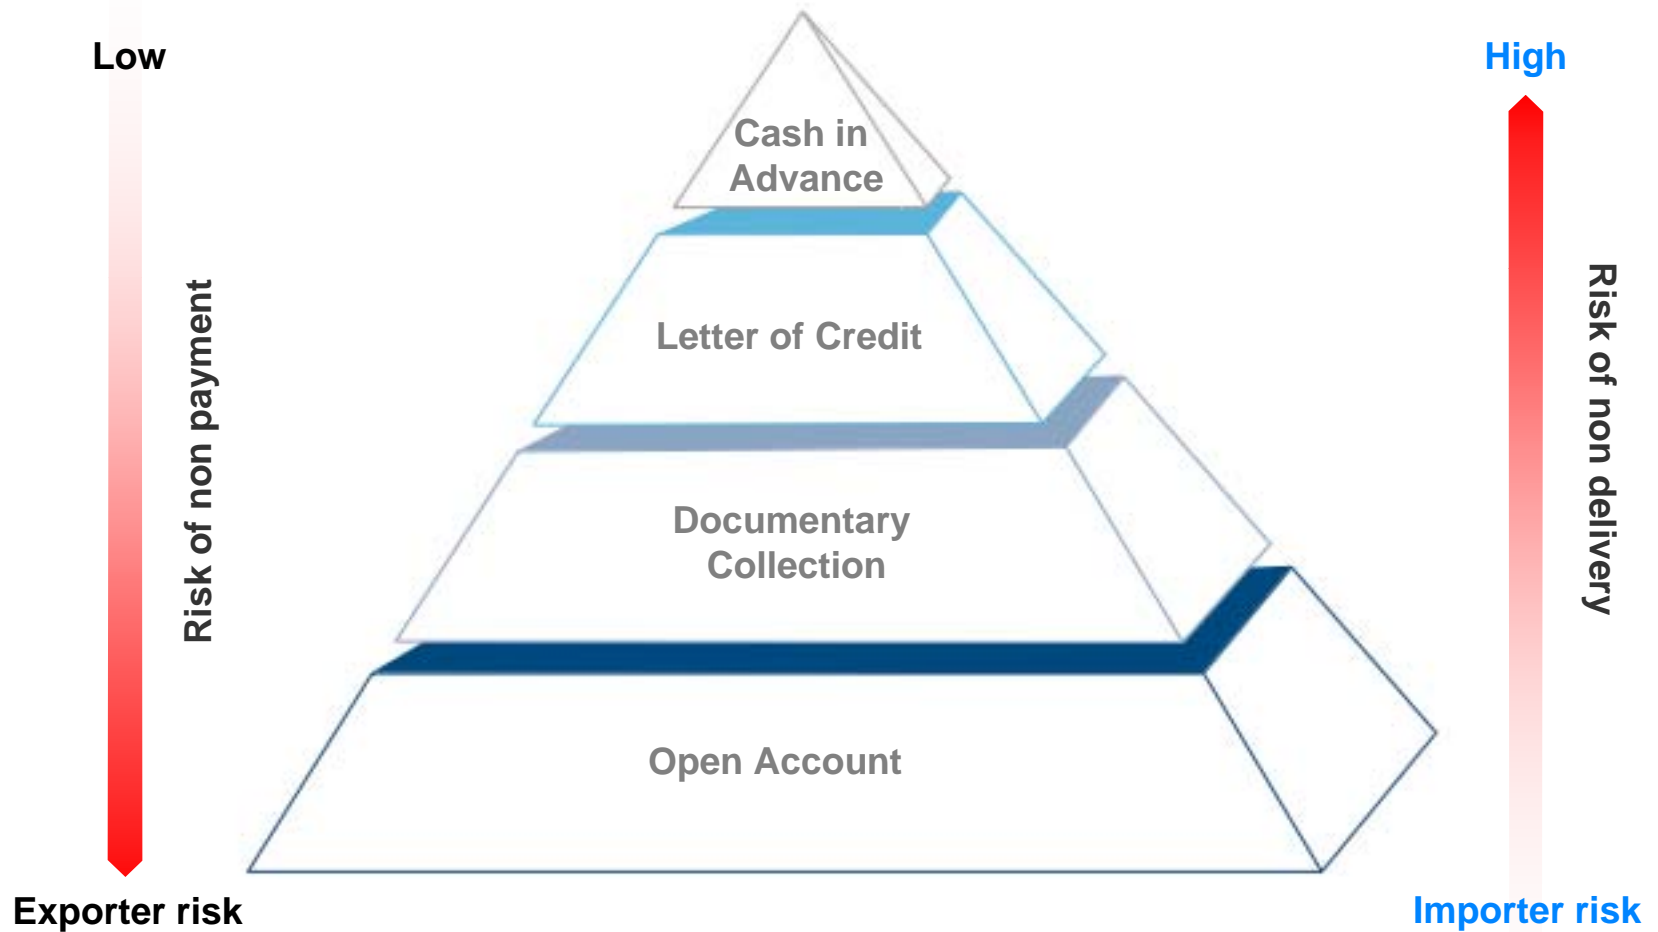 Low
High
Cash in
Advance
Letter of Credit
Risk of non payment
Risk of non delivery
Documentary
Collection
Open Account
Exporter risk
Importer risk